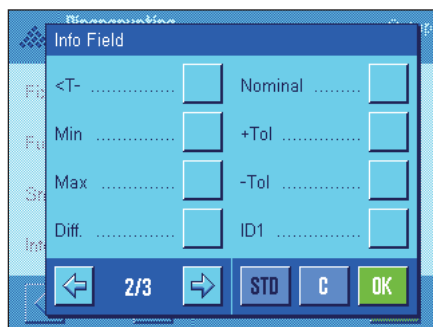 Info Field
<T- .............. Nominal .........
Min .............. +Tol ..............
Max ............. -Tol ...............
Diff. .............. ID1 ................
2/3 STD C OK